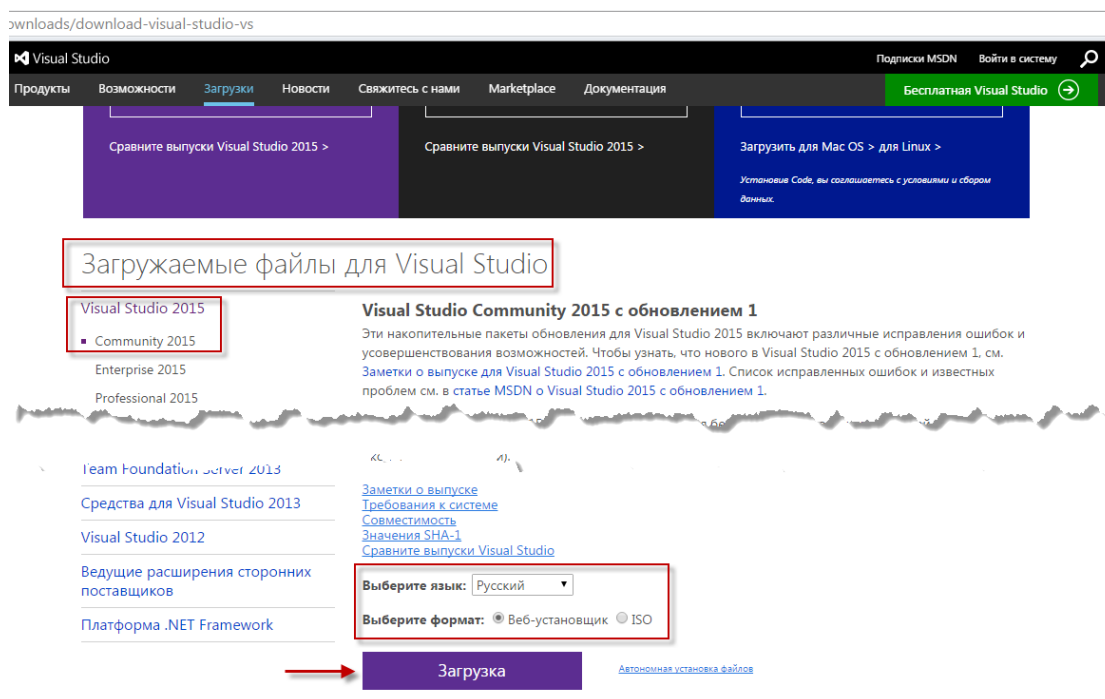 ownloads/download-visual-studio-vs
Visual Studio
Подписки MSDN Войти в систему
Продукты Возможности Загрузки Новости Свяжитесь с нами Marketplace Документация Бесплатная Visual Studio
Сравните выпуски Visual Studio 2015 > Сравните выпуски Visual Studio 2015 > Загрузить для Mac OS > для Linux >
Установив Code, вы соглашаетесь с условиями и сбором
данных.
Загружаемые файлы для Visual Studio
Visual Studio 2015
Community 2015
Enterprise 2015
Professional 2015
Visual Studio Community 2015 с обновлением 1
Эти накопительные пакеты обновления для Visual Studio 2015 включают различные исправления ошибок и
усовершенствования возможностей. Чтобы узнать, что нового в Visual Studio 2015 с обновлением 1, см.
Заметки о выпуске для Visual Studio 2015 с обновлением 1. Список исправленных ошибок и известных
проблем см. в статье MSDN о Visual Studio 2015 с обновлением 1.
Team Foundation Server 2013
Средства для Visual Studio 2013
Visual Studio 2012
Ведущие расширения сторонних
поставщиков
Платформа .NET Framework
Заметки о выпуске
Требования к системе
Совместимость
Значения SHA-1
Сравните выпуски Visual Studio
Выберите язык: Русский
Выберите формат: Веб-установщик ISO
Загрузка
Автономная установка файлов